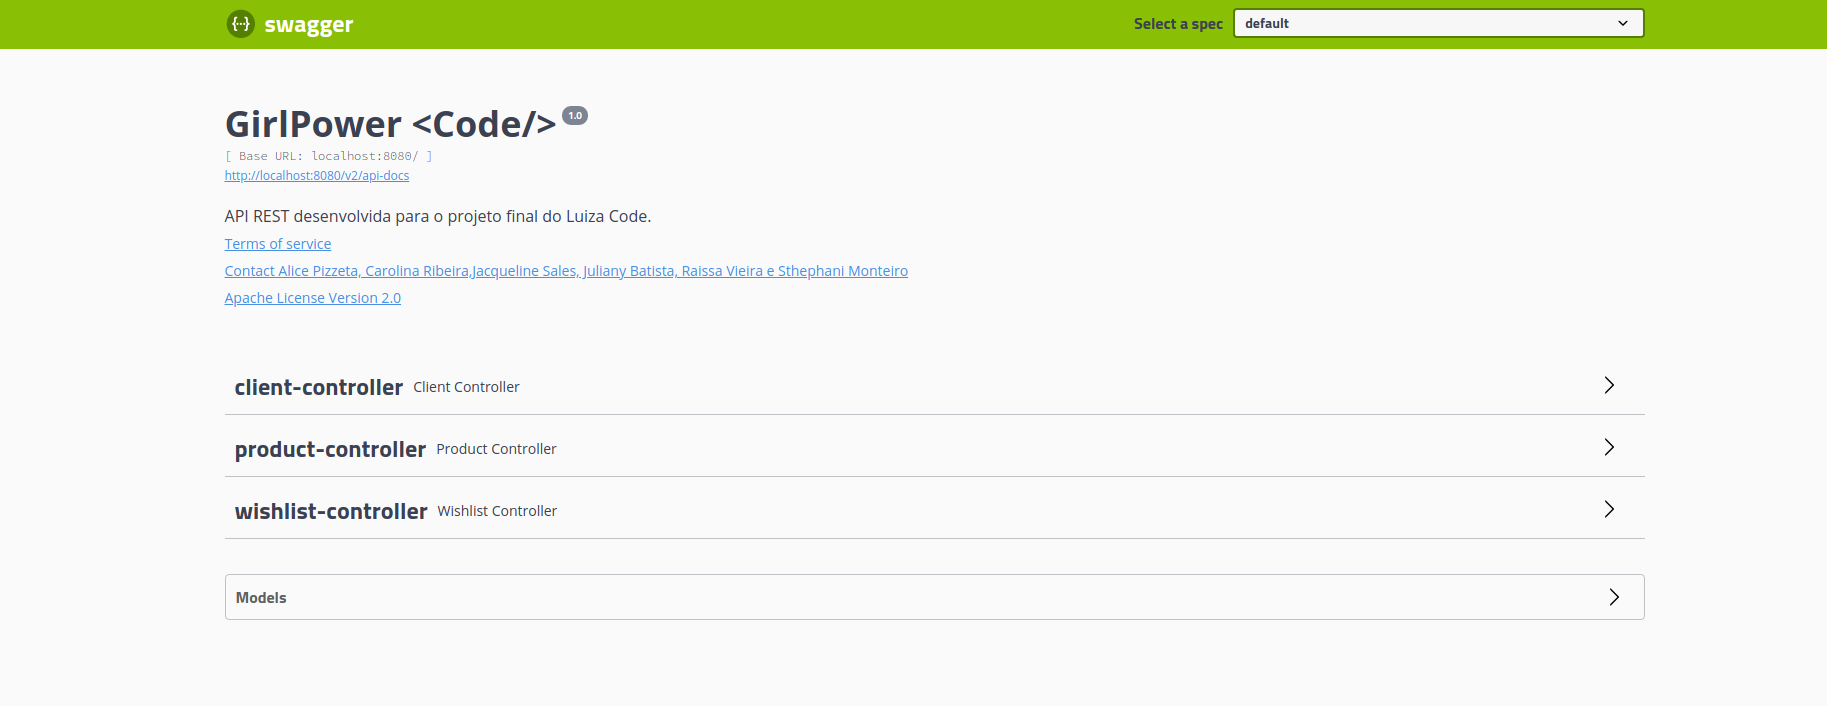 {···} swagger
Select a spec default
GirlPower <Code/> 1.0
[ Base URL: localhost:8080/ ]
http://localhost:8080/v2/api-docs
API REST desenvolvida para o projeto final do Luiza Code.
Terms of service
Contact Alice Pizzeta, Carolina Ribeira,Jacqueline Sales, Juliany Batista, Raissa Vieira e Sthephani Monteiro
Apache License Version 2.0
client-controller Client Controller
product-controller Product Controller
wishlist-controller Wishlist Controller
Models